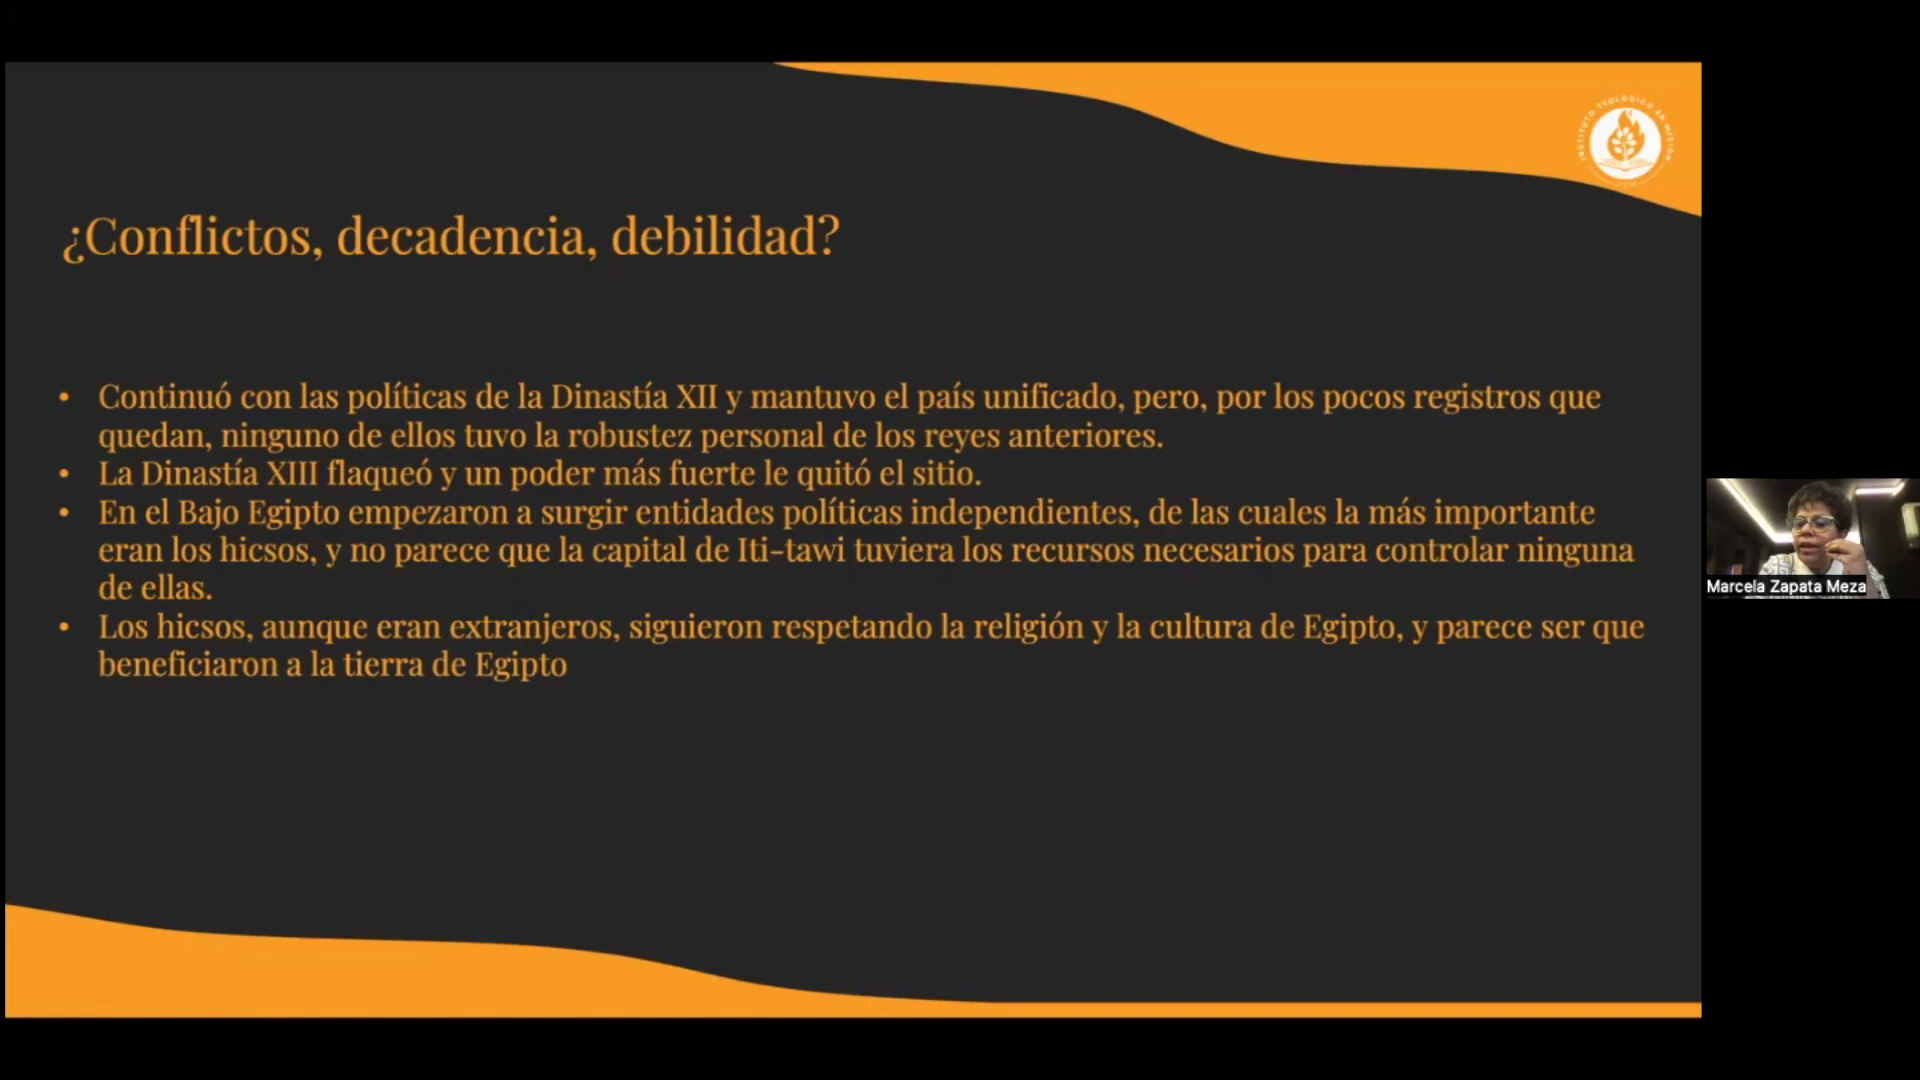 INSTITUTO TEOLÓGICO EN MISIÓN
¿Conflictos, decadencia, debilidad?
• Continuó con las políticas de la Dinastía XII y mantuvo el país unificado, pero, por los pocos registros que
quedan, ninguno de ellos tuvo la robustez personal de los reyes anteriores.
• La Dinastía XIII flaqueó y un poder más fuerte le quitó el sitio.
• En el Bajo Egipto empezaron a surgir entidades políticas independientes, de las cuales la más importante
eran los hicsos, y no parece que la capital de Iti-tawi tuviera los recursos necesarios para controlar ninguna
de ellas.
• Los hicsos, aunque eran extranjeros, siguieron respetando la religión y la cultura de Egipto, y parece ser que
beneficiaron a la tierra de Egipto
Marcela Zapata Meza